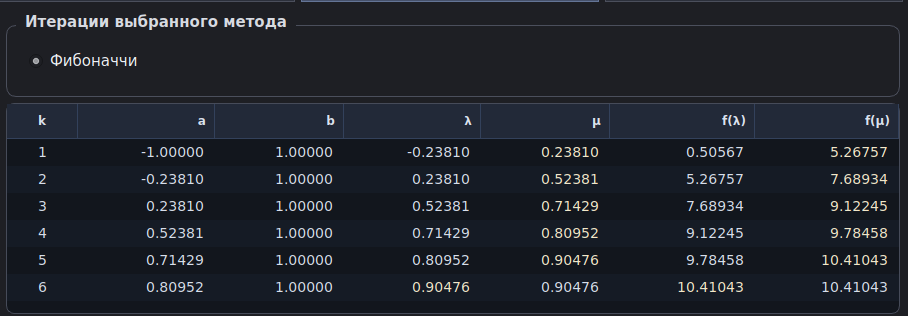 Итерации выбранного метода
Фибоначчи
k a b λ μ f(λ) f(μ)
1 -1.00000 1.00000 -0.23810 0.23810 0.50567 5.26757
2 -0.23810 1.00000 0.23810 0.52381 5.26757 7.68934
3 0.23810 1.00000 0.52381 0.71429 7.68934 9.12245
4 0.52381 1.00000 0.71429 0.80952 9.12245 9.78458
5 0.71429 1.00000 0.80952 0.90476 9.78458 10.41043
6 0.80952 1.00000 0.90476 0.90476 10.41043 10.41043